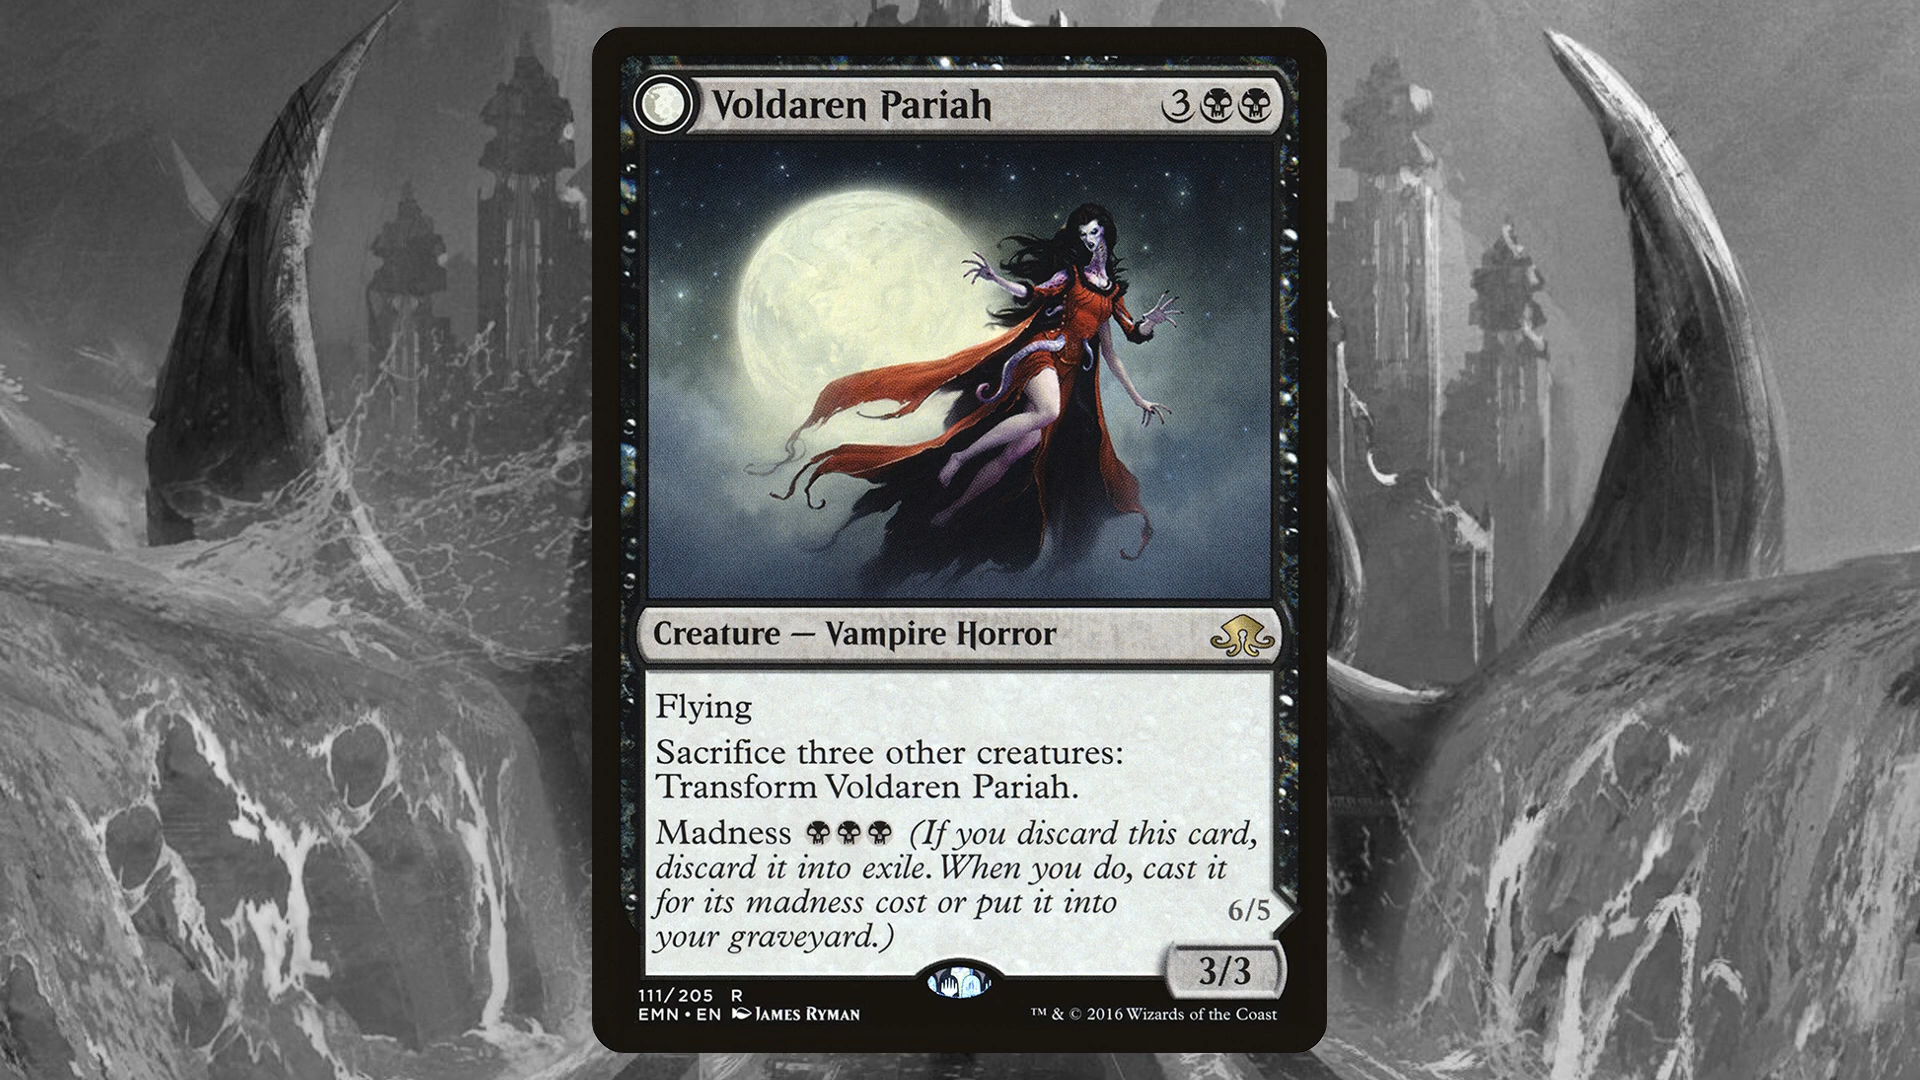 Voldaren Pariah 3
Creature — Vampire Horror
Flying
Sacrifice three other creatures:
Transform Voldaren Pariah.
Madness (If you discard this card,
discard it into exile. When you do, cast it
for its madness cost or put it into
your graveyard.)
6/5
3/3
111/205 R
EMN • EN JAMES RYMAN
™ & © 2016 Wizards of the Coast